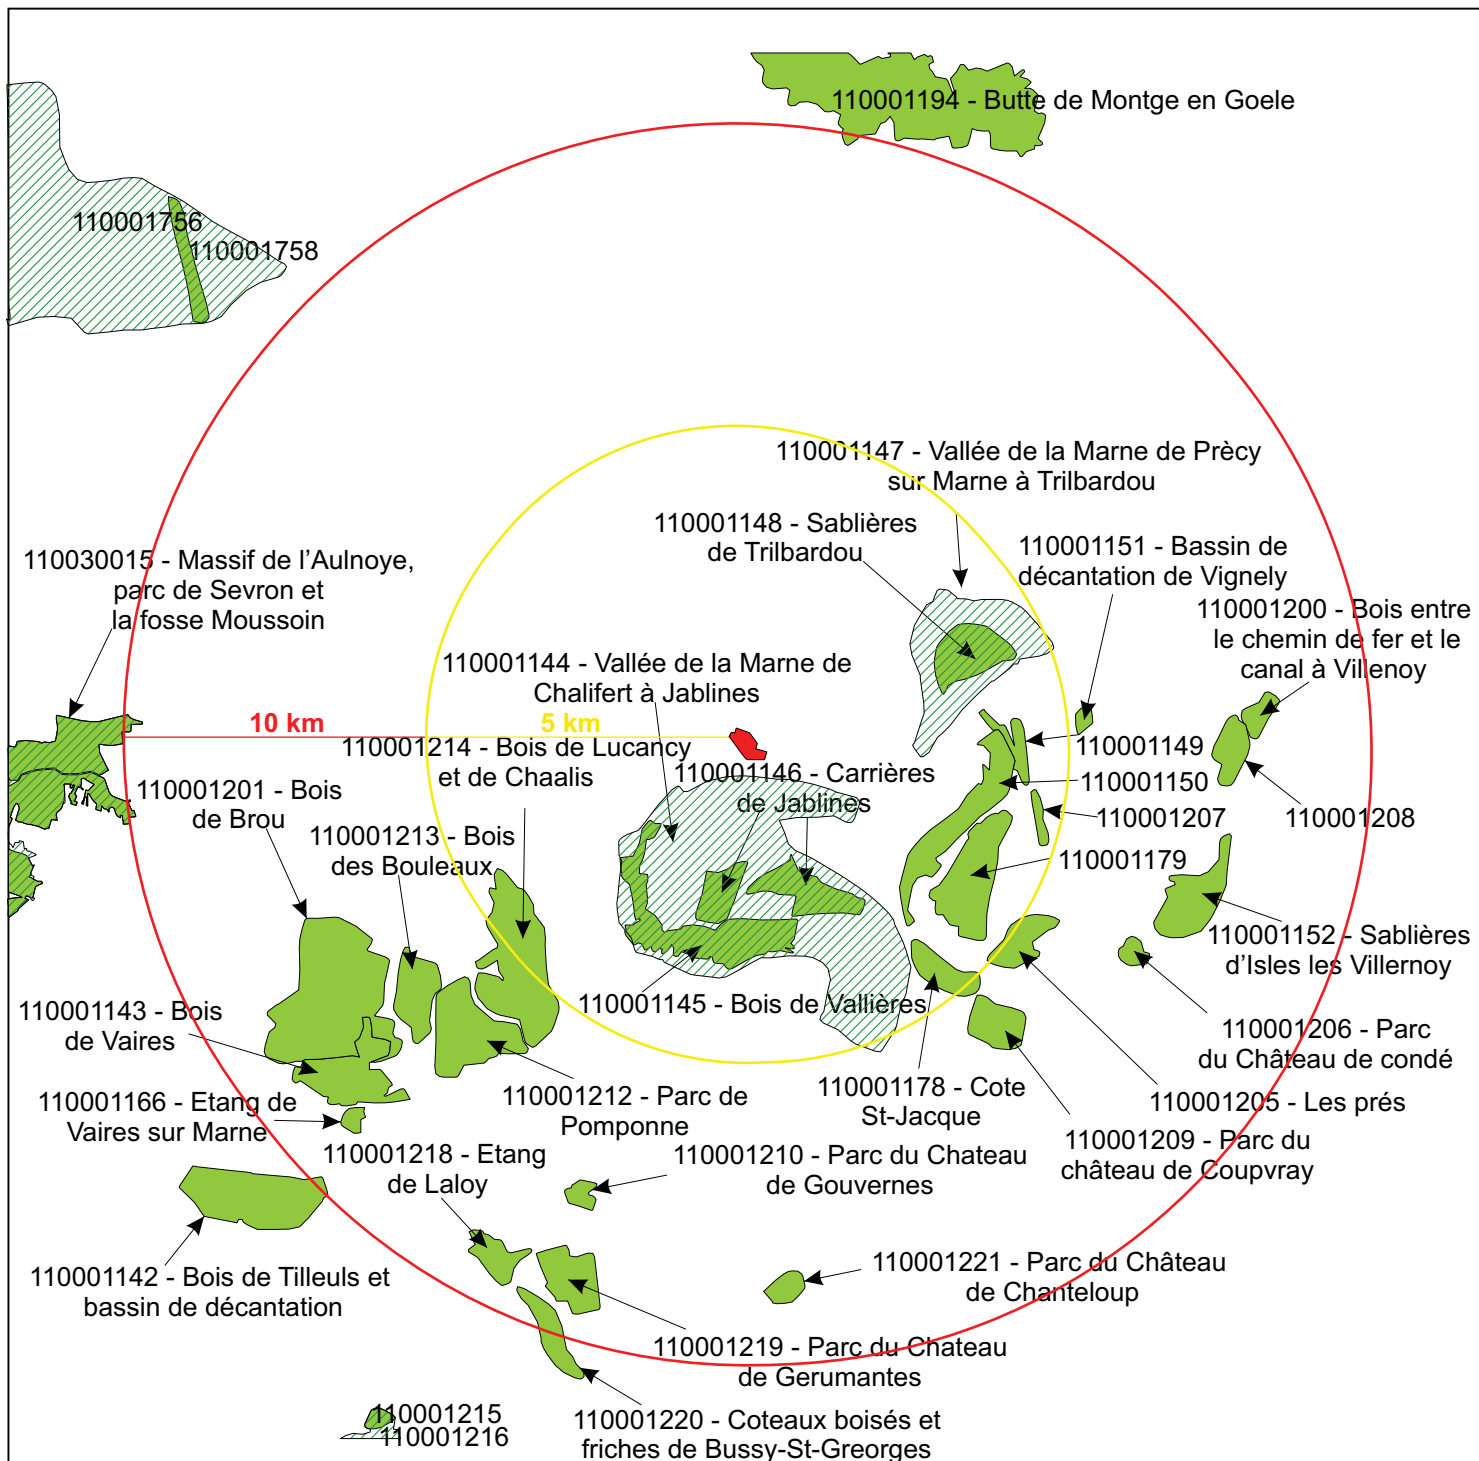 110001194 - Butte de Montge en Goele
110001756
110001758
110001147 - Vallée de la Marne de Prècy
sur Marne à Trilbardou
110001148 - Sablières
de Trilbardou
110001151 - Bassin de
décantation de Vignely
110030015 - Massif de l'Aulnoye,
parc de Sevron et
la fosse Moussoin
110001200 - Bois entre
le chemin de fer et le
canal à Villenoy
110001144 - Vallée de la Marne de
Chalifert à Jablines
10 km
5 km
110001214 - Bois de Lucancy
et de Chaalis
110001149
110001146 - Carrières
de Jablines
110001150
110001201 - Bois
de Brou
110001207
110001208
110001213 - Bois
des Bouleaux
110001179
110001152 - Sablières
d'Isles les Villernoy
110001145 - Bois de Vallières
110001143 - Bois
de Vaires
110001206 - Parc
du Château de condé
110001212 - Parc de
Pomponne
110001178 - Cote
St-Jacque
110001205 - Les prés
110001166 - Etang de
Vaires sur Marne
110001209 - Parc du
château de Coupvray
110001218 - Etang
de Laloy
110001210 - Parc du Chateau
de Gouvernes
110001142 - Bois de Tilleuls et
bassin de décantation
110001221 - Parc du Château
de Chanteloup
110001219 - Parc du Chateau
de Gerumantes
110001215
110001216
110001220 - Coteaux boisés et
friches de Bussy-St-Greorges